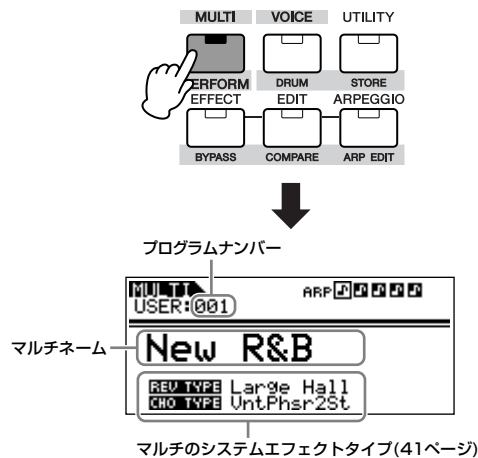 MULTI VOICE UTILITY
PERFORM DRUM STORE
EFFECT EDIT ARPEGGIO
BYPASS COMPARE ARP EDIT
プログラムナンバー
MULTI ARP
USER:001
マルチネーム New R&B
REV TYPE Large Hall
CHO TYPE VntPhsr2St
マルチのシステムエフェクトタイプ(41ページ)